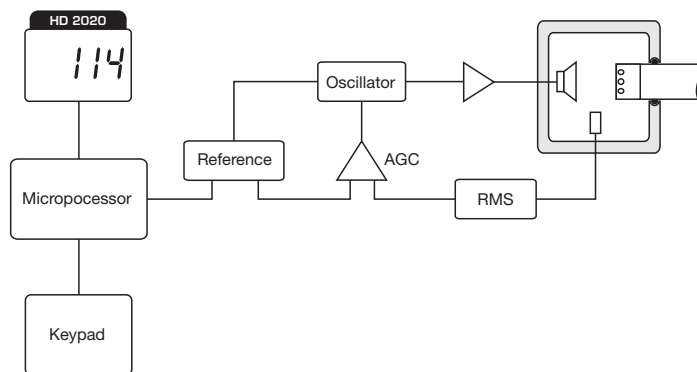 HD 2020
114
Oscillator
Reference
AGC
Micropocessor
RMS
Keypad